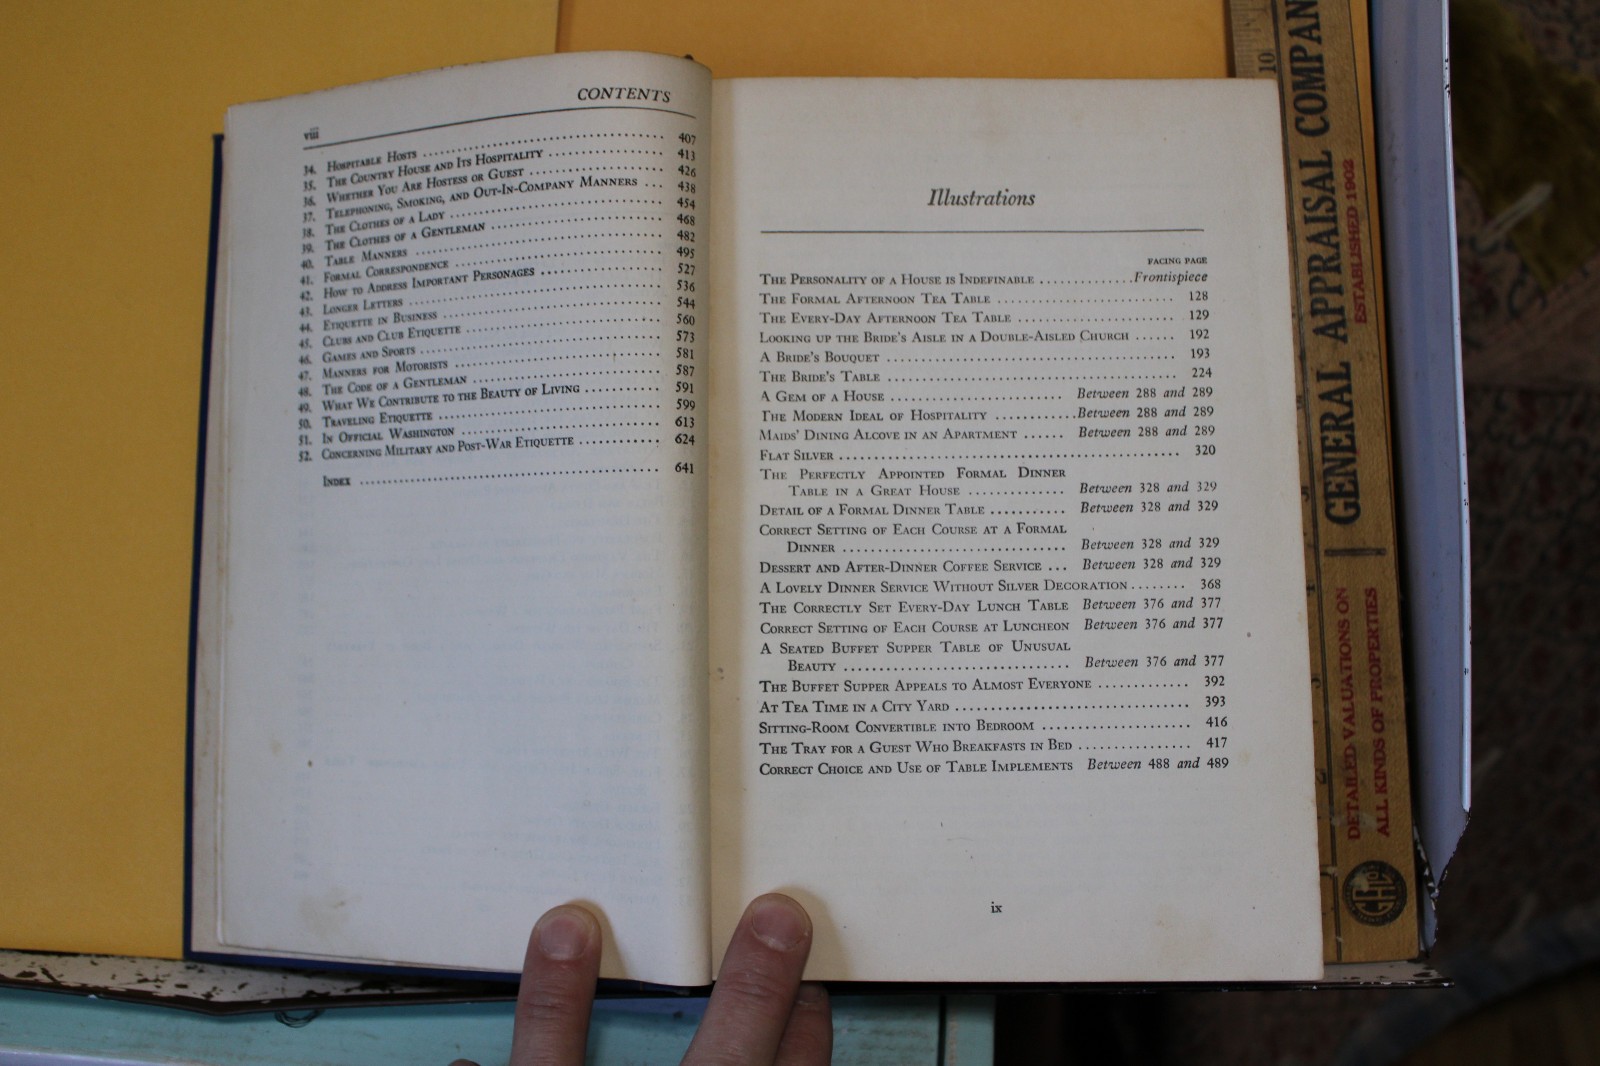 CONTENTS
viii
34. Hospitable Hosts ........ 407
35. The Country House and Its Hospitality ........ 413
36. Whether You Are Hostess or Guest ........ 426
37. Telephoning, Smoking, and Out-In-Company Manners ... 438
38. The Clothes of a Lady ........ 454
39. The Clothes of a Gentleman ........ 468
40. Table Manners ........ 482
41. Formal Correspondence ........ 495
42. How to Address Important Personages ........ 527
43. Longer Letters ........ 536
44. Etiquette in Business ........ 544
45. Clubs and Club Etiquette ........ 560
46. Games and Sports ........ 573
47. Manners for Motorists ........ 581
48. The Code of a Gentleman ........ 587
49. What We Contribute to the Beauty of Living ........ 591
50. Traveling Etiquette ........ 599
51. In Official Washington ........ 613
52. Concerning Military and Post-War Etiquette ........ 624
Index ........ 641
Illustrations
FACING PAGE
The Personality of a House is Indefinable ........ Frontispiece
The Formal Afternoon Tea Table ........ 128
The Every-Day Afternoon Tea Table ........ 129
Looking up the Bride's Aisle in a Double-Aisled Church ...... 192
A Bride's Bouquet ........ 193
The Bride's Table ........ 224
A Gem of a House ........ Between 288 and 289
The Modern Ideal of Hospitality ........ Between 288 and 289
Maids' Dining Alcove in an Apartment ...... Between 288 and 289
Flat Silver ........ 320
The Perfectly Appointed Formal Dinner
Table in a Great House ........ Between 328 and 329
Detail of a Formal Dinner Table ........ Between 328 and 329
Correct Setting of Each Course at a Formal
Dinner ........ Between 328 and 329
Dessert and After-Dinner Coffee Service ... Between 328 and 329
A Lovely Dinner Service Without Silver Decoration ........ 368
The Correctly Set Every-Day Lunch Table Between 376 and 377
Correct Setting of Each Course at Luncheon Between 376 and 377
A Seated Buffet Supper Table of Unusual
Beauty ........ Between 376 and 377
The Buffet Supper Appeals to Almost Everyone ........ 392
At Tea Time in a City Yard ........ 393
Sitting-Room Convertible into Bedroom ........ 416
The Tray for a Guest Who Breakfasts in Bed ........ 417
Correct Choice and Use of Table Implements Between 488 and 489
ix
10
GENERAL APPRAISAL COMPAN
ESTABLISHED 1902
DETAILED VALUATIONS ON
ALL KINDS OF PROPERTIES